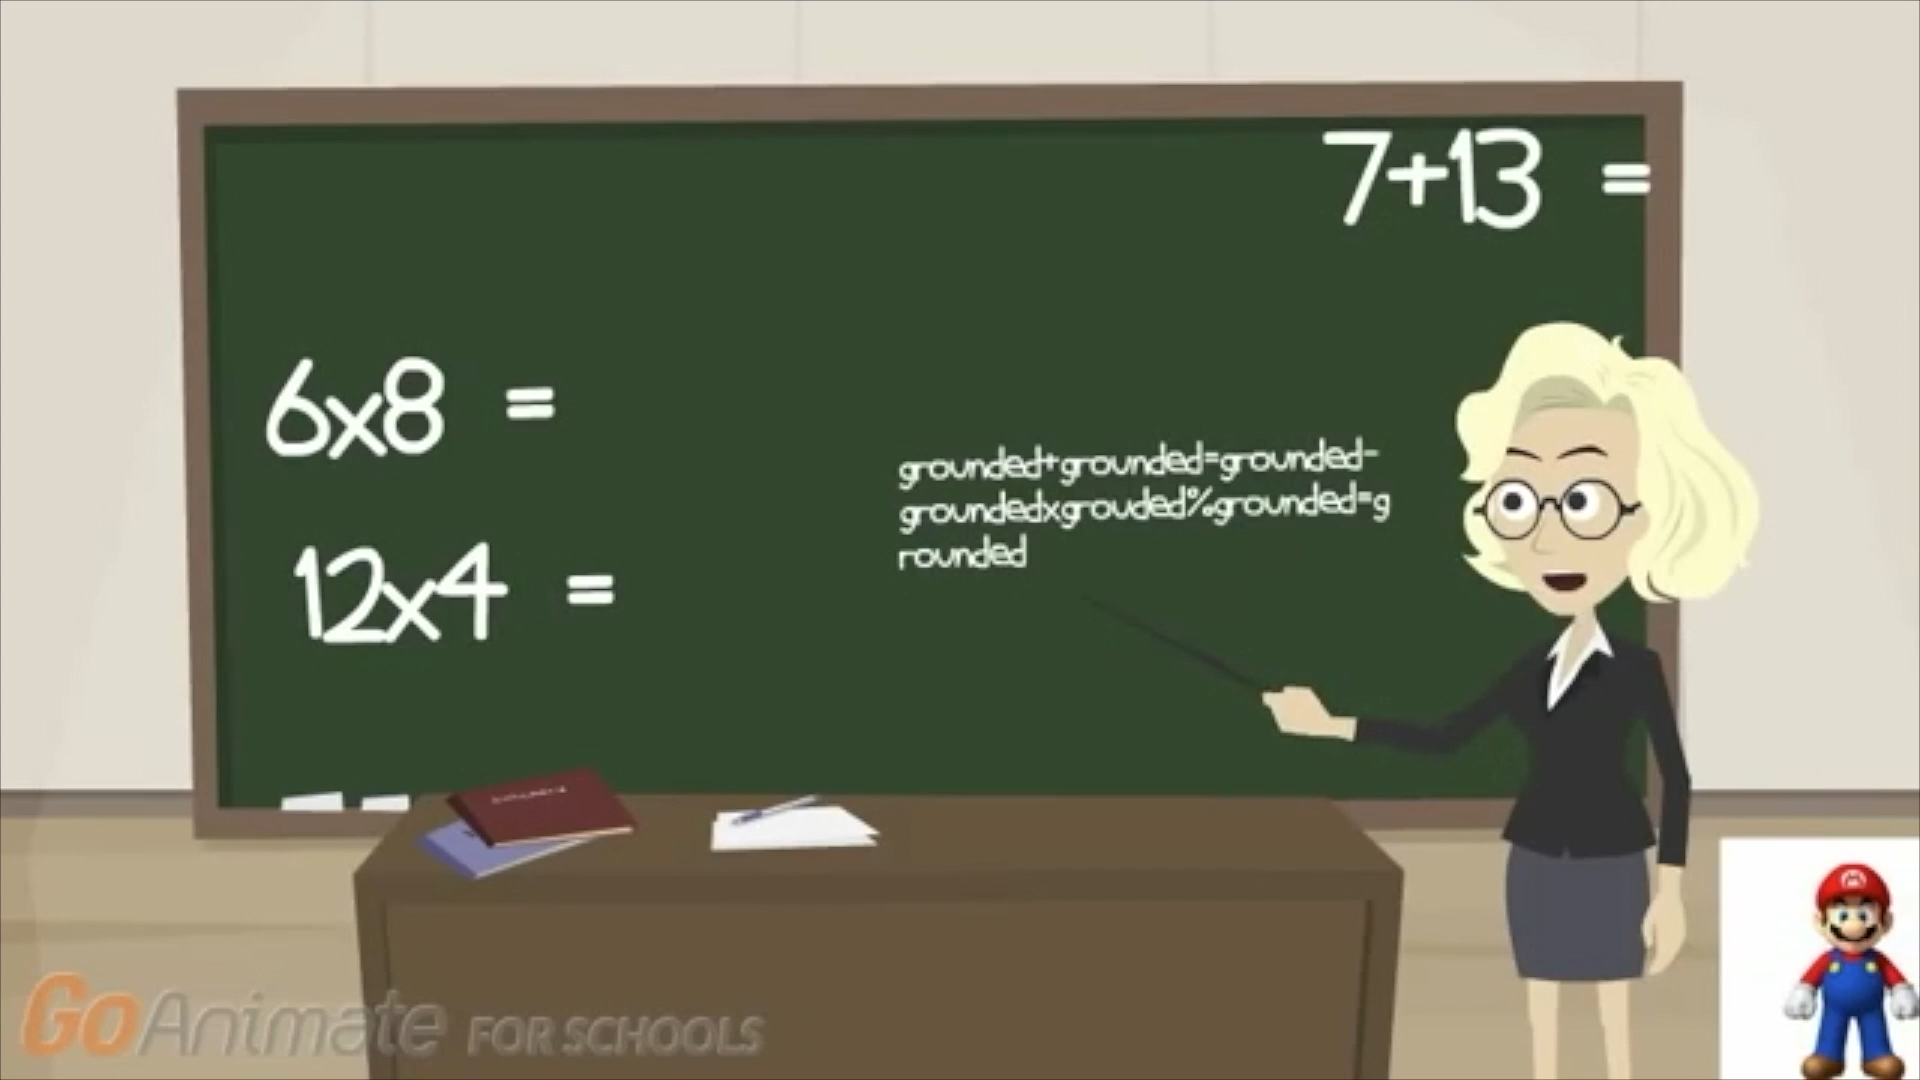 7+13 =
6x8 =
grounded+grounded=grounded-
groundedxgrouded%grounded=g
rounded
12x4 =
GoAnimate FOR SCHOOLS